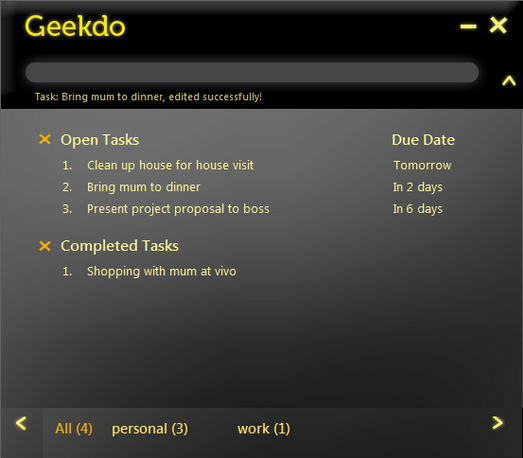 Geekdo
Task: Bring mum to dinner, edited successfully!
Open Tasks Due Date
1. Clean up house for house visit Tomorrow
2. Bring mum to dinner In 2 days
3. Present project proposal to boss In 6 days
Completed Tasks
1. Shopping with mum at vivo
All (4) personal (3) work (1)